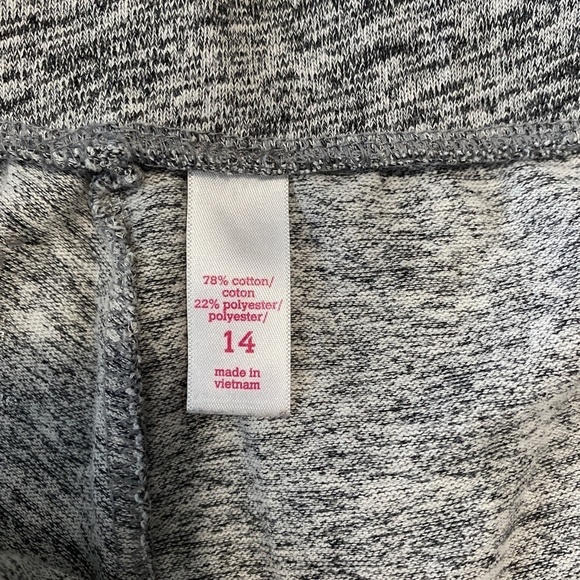 78% cotton/
coton
22% polyester/
polyester/
14
made in
vietnam